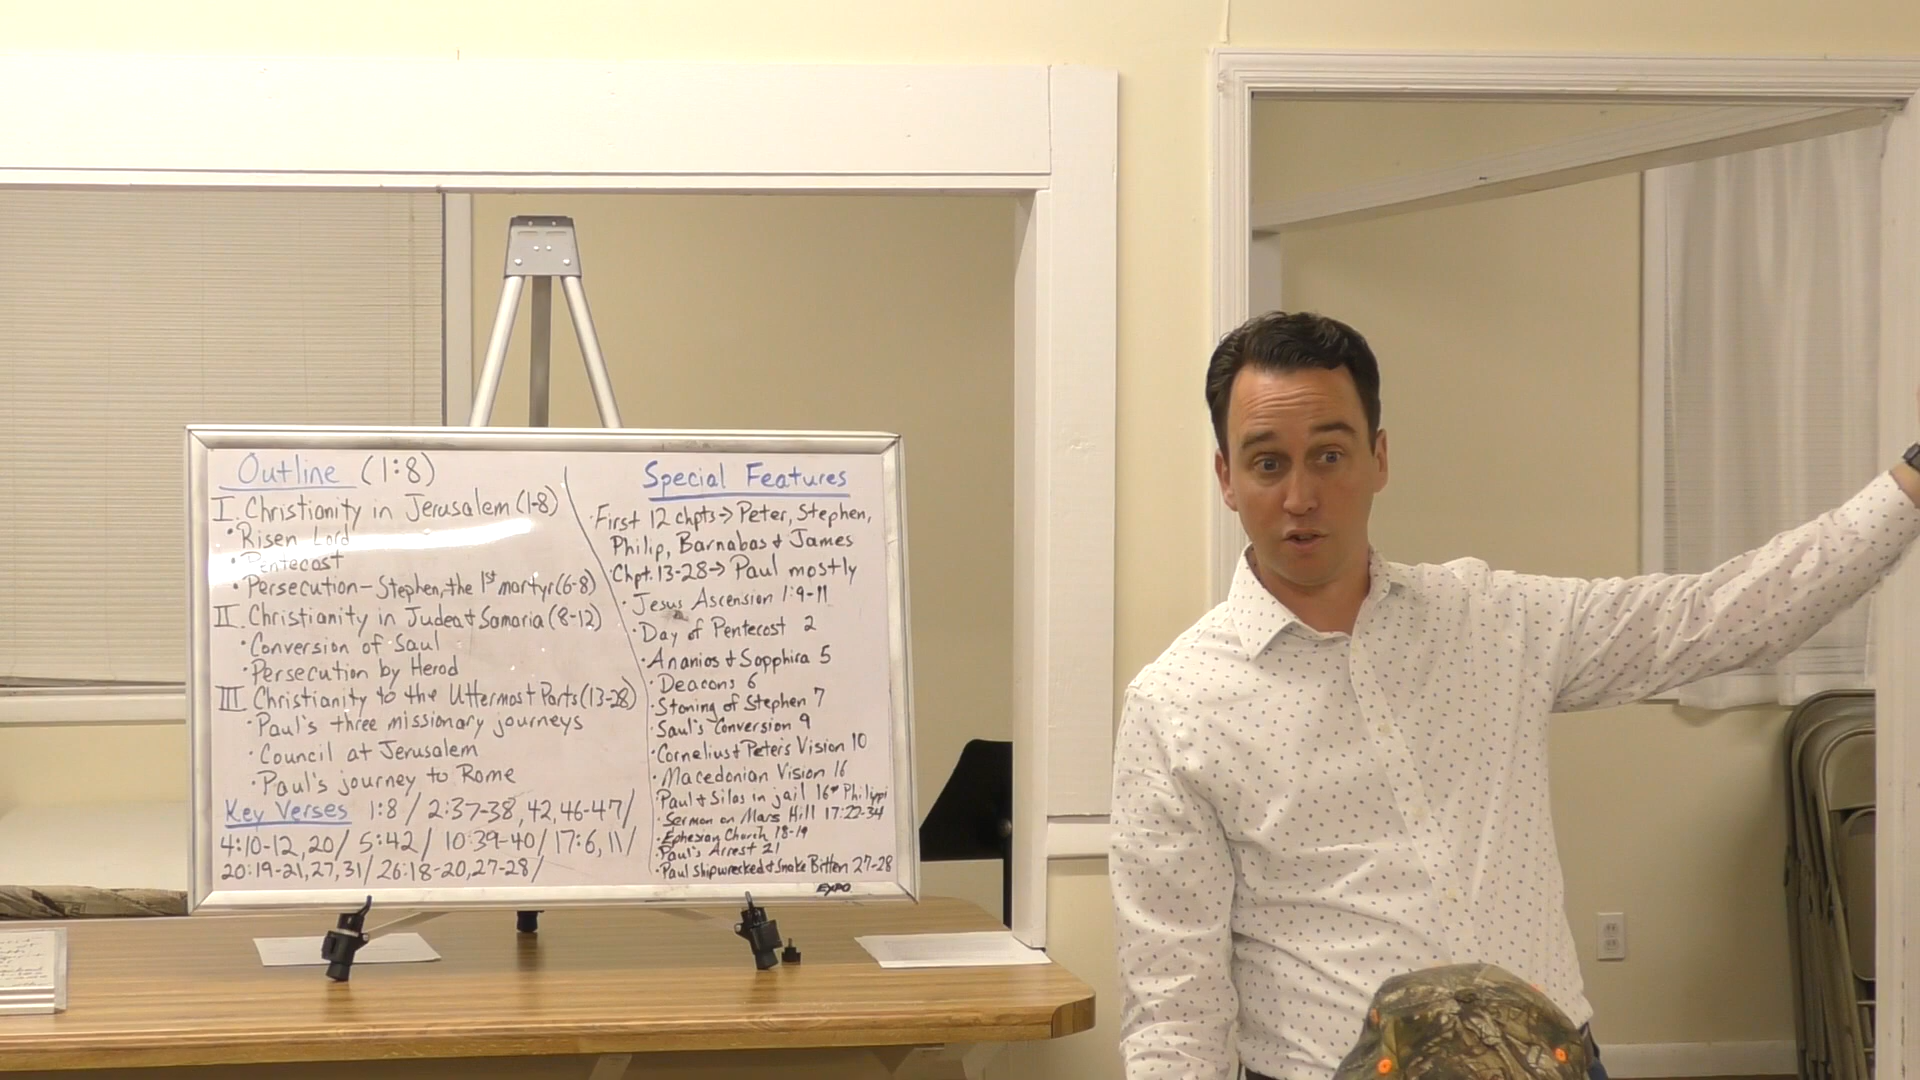 Outline (1:8)
I. Christianity in Jerusalem (1-8)
• Risen Lord
• Pentecost
• Persecution - Stephen, the 1st martyr (6-8)
II. Christianity in Judea & Samaria (8-12)
• Conversion of Saul
• Persecution by Herod
III. Christianity to the Uttermost Parts (13-28)
• Paul's three missionary journeys
• Council at Jerusalem
• Paul's journey to Rome
Key Verses 1:8 / 2:37-38, 42, 46-47/
4:10-12, 20/ 5:42/ 10:39-40/ 17:6, 11/
20:19-21, 27, 31/ 26:18-20, 27-28/
Special Features
• First 12 chpts → Peter, Stephen,
Philip, Barnabas & James
• Chpt. 13-28 → Paul mostly
• Jesus Ascension 1:9-11
• Day of Pentecost 2
• Ananias & Sapphira 5
• Deacons 6
• Stoning of Stephen 7
• Saul's Conversion 9
• Cornelius & Peter's Vision 10
• Macedonian Vision 16
• Paul & Silas in jail 16 Philippi
• Sermon on Mars Hill 17:22-34
• Ephesian Church 18-19
• Paul's Arrest 21
• Paul shipwrecked & Snake Bitten 27-28
EXPO